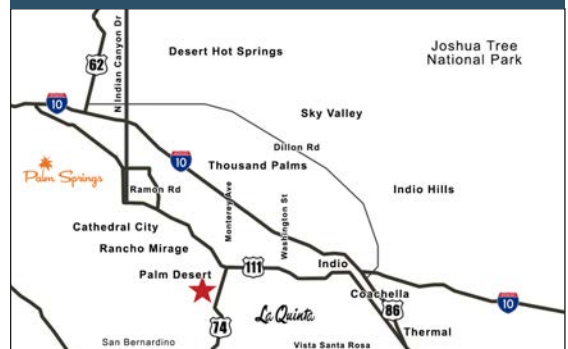 Desert Hot Springs
Joshua Tree
National Park
N Indian Canyon Dr
62
10
Sky Valley
Dillon Rd
10
Thousand Palms
Palm Springs
Ramon Rd
Monterey Ave
Washington St
Indio Hills
Cathedral City
Rancho Mirage
Palm Desert
111
Indio
Coachella
10
86
74
La Quinta
Thermal
San Bernardino
Vista Santa Rosa